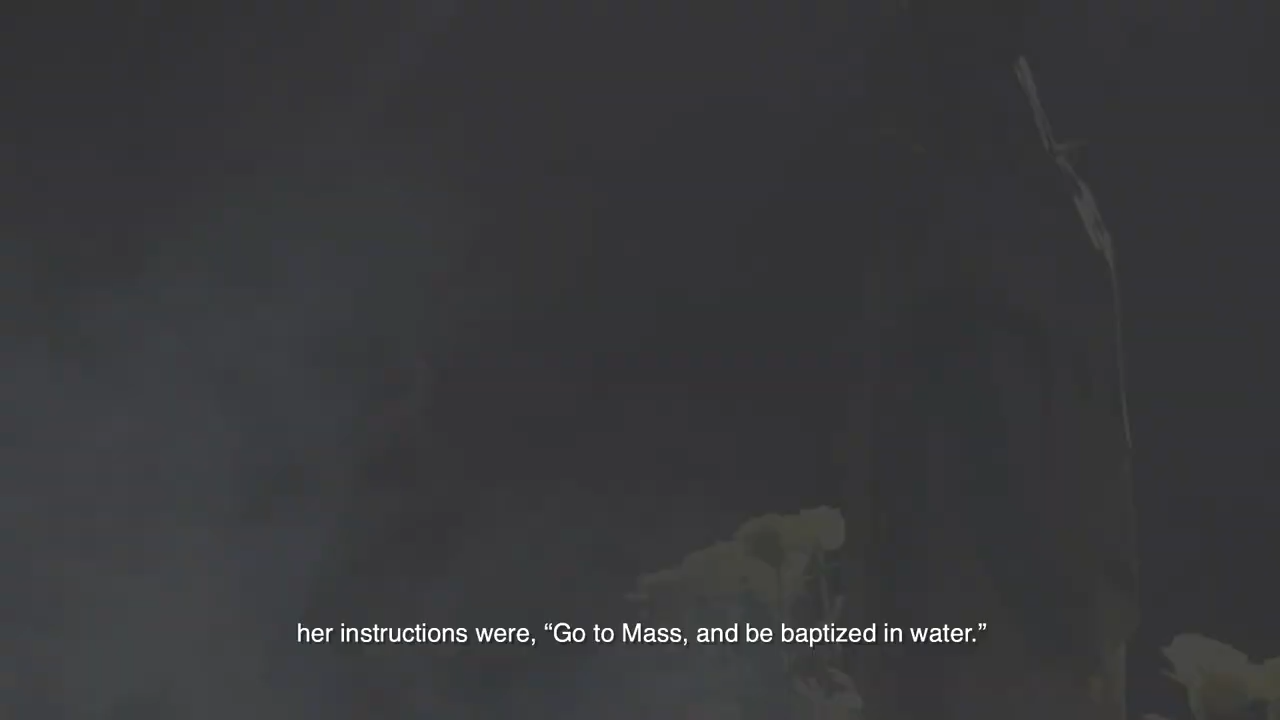 her instructions were, “Go to Mass, and be baptized in water.”